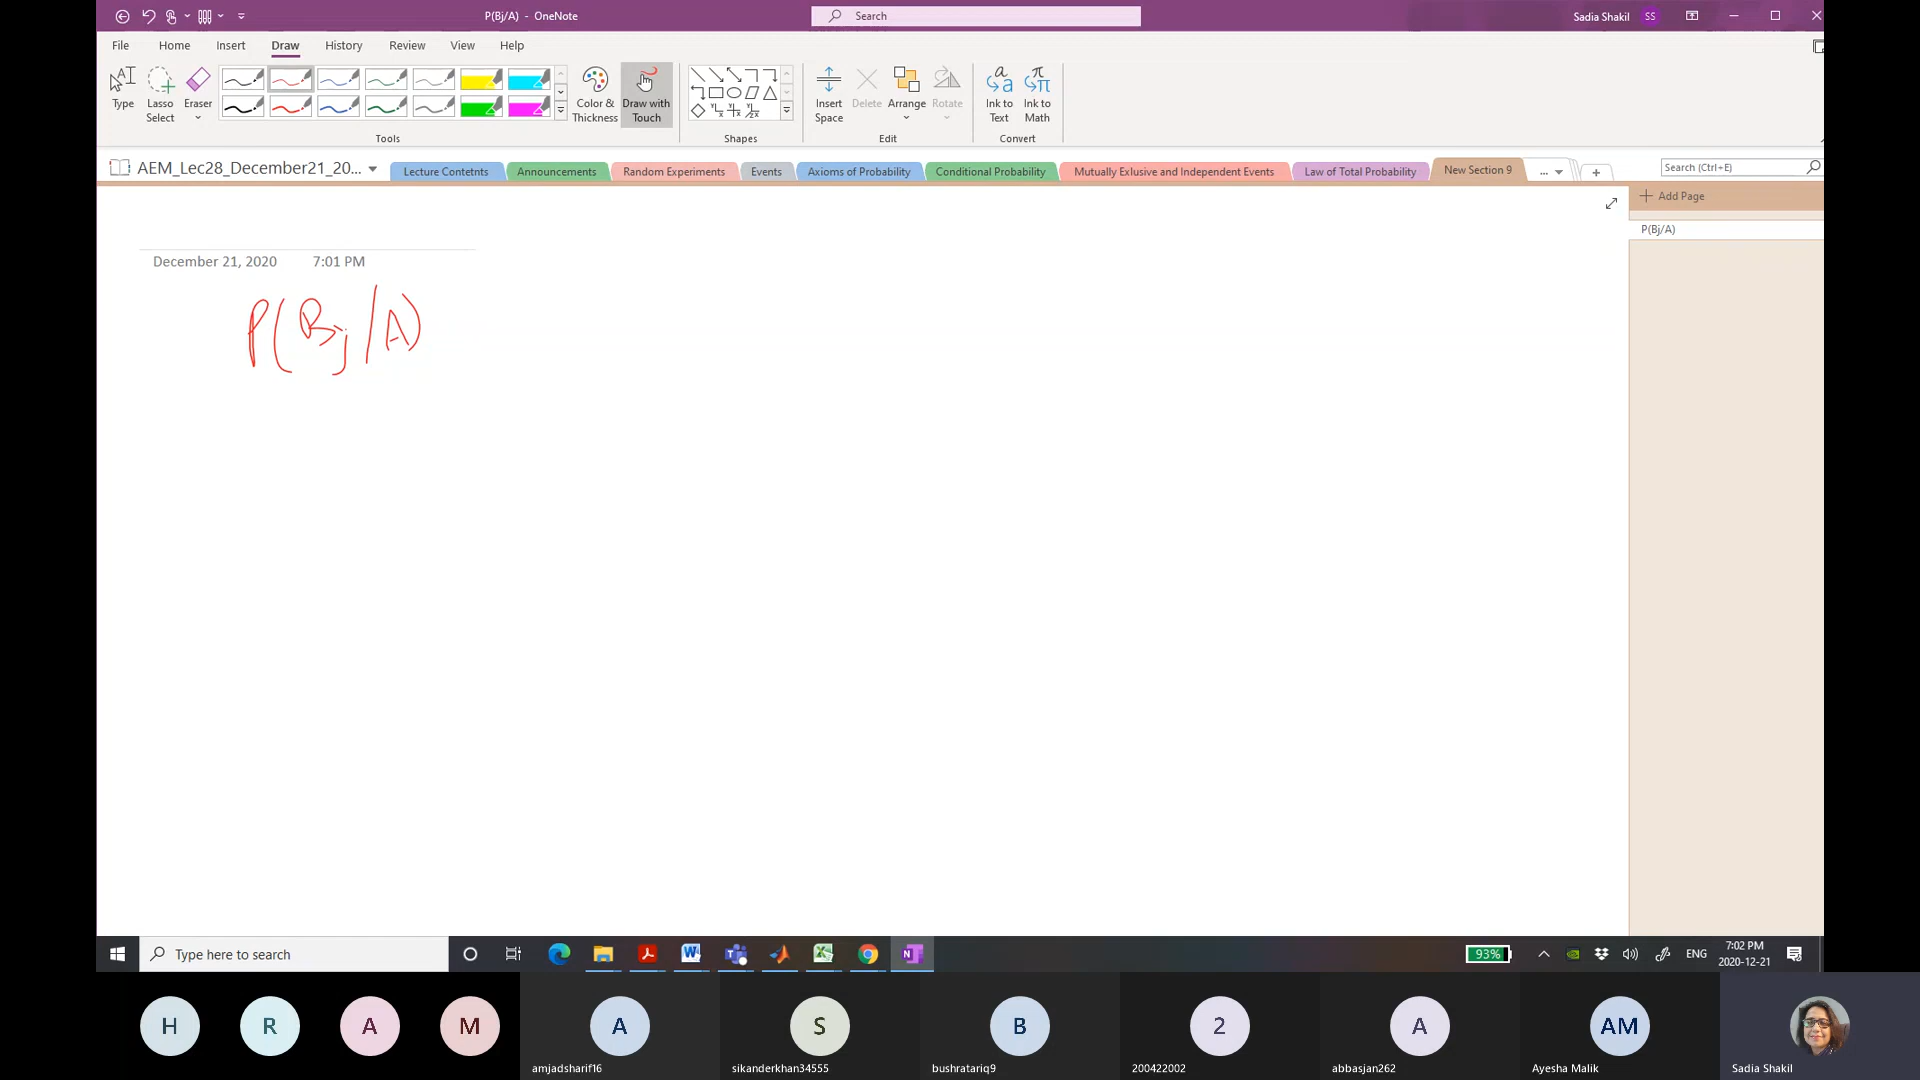 P(Bj/A) - OneNote
Search
Sadia Shakil SS
File Home Insert Draw History Review View Help
Type
Lasso Select
Eraser
Color & Thickness
Draw with Touch
Insert Space
Delete
Arrange
Rotate
Ink to Text
Ink to Math
Tools Shapes Edit Convert
AEM_Lec28_December21_20... Lecture Contetnts Announcements Random Experiments Events Axioms of Probability Conditional Probability Mutually Exlusive and Independent Events Law of Total Probability New Section 9 ... + Search (Ctrl+E)
Add Page
P(Bj/A)
December 21, 2020 7:01 PM
P(Bj/A)
Type here to search
93% ENG 7:02 PM
2020-12-21
H R A M A S B 2 A AM
amjadsharif16 sikanderkhan34555 bushratariq9 200422002 abbasjan262 Ayesha Malik Sadia Shakil